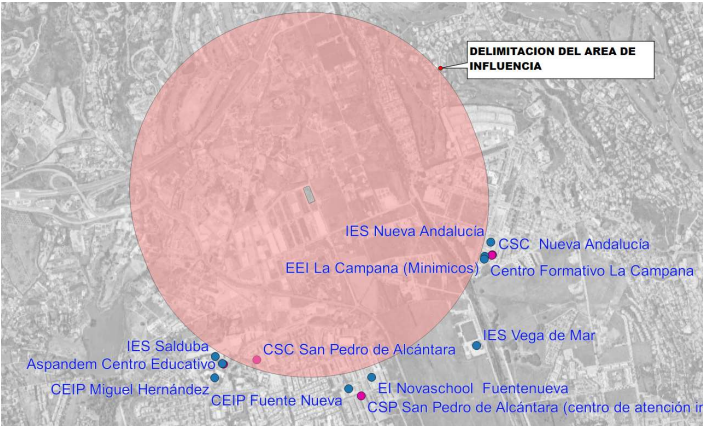 DELIMITACION DEL AREA DE
INFLUENCIA
IES Nueva Andalucía
CSC Nueva Andalucía
EEI La Campana (Minimicos)
Centro Formativo La Campana
IES Vega de Mar
IES Salduba
CSC San Pedro de Alcántara
Aspandem Centro Educativo
CEIP Miguel Hernández
EI Novaschool Fuentenueva
CEIP Fuente Nueva
CSP San Pedro de Alcántara (centro de atención